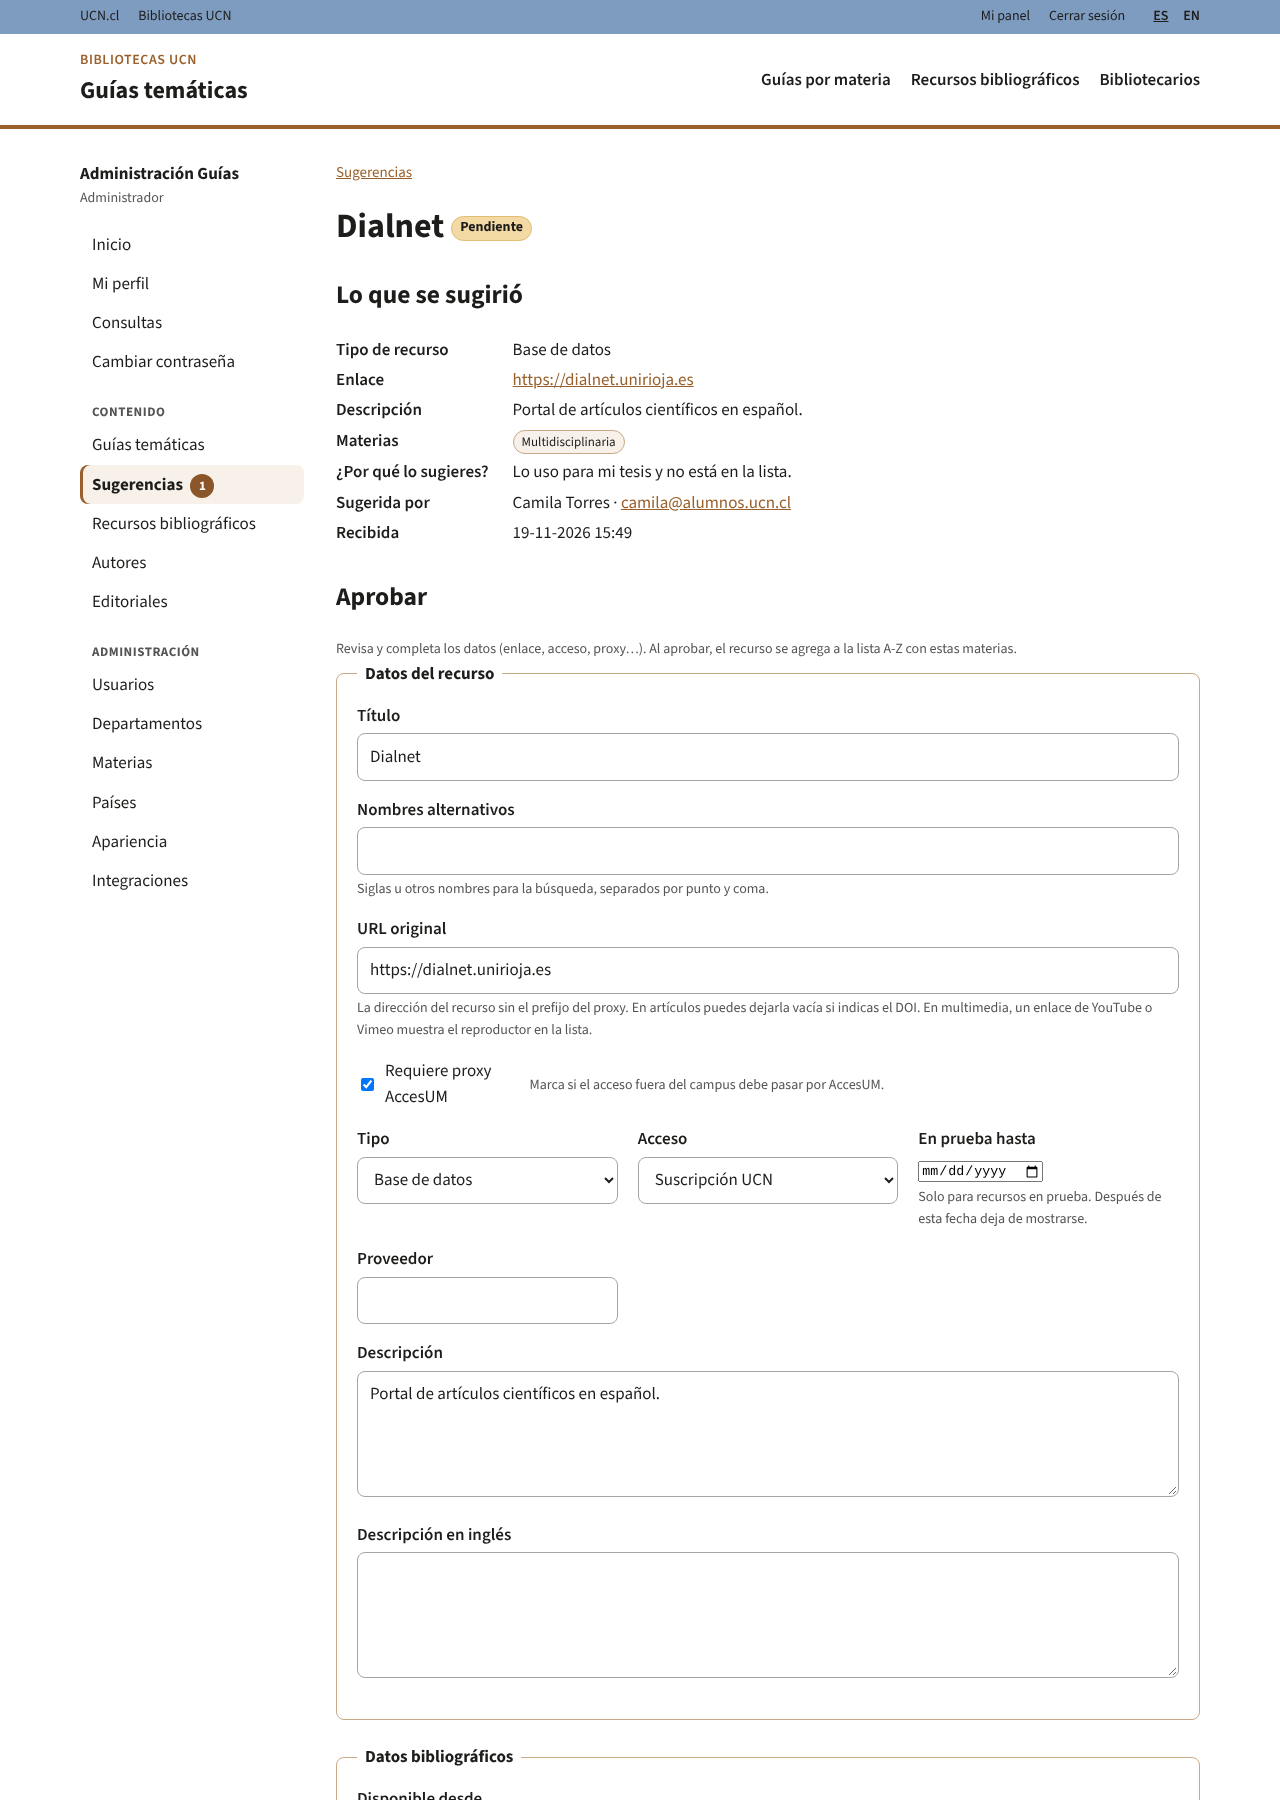 UCN.cl Bibliotecas UCN Mi panel Cerrar sesión ES EN
BIBLIOTECAS UCN
Guías temáticas
Guías por materia Recursos bibliográficos Bibliotecarios
Administración Guías
Administrador
Inicio
Mi perfil
Consultas
Cambiar contraseña
CONTENIDO
Guías temáticas
Sugerencias 1
Recursos bibliográficos
Autores
Editoriales
ADMINISTRACIÓN
Usuarios
Departamentos
Materias
Países
Apariencia
Integraciones
Sugerencias
Dialnet Pendiente
Lo que se sugirió
Tipo de recurso Base de datos
Enlace https://dialnet.unirioja.es
Descripción Portal de artículos científicos en español.
Materias Multidisciplinaria
¿Por qué lo sugieres? Lo uso para mi tesis y no está en la lista.
Sugerida por Camila Torres · camila@alumnos.ucn.cl
Recibida 19-11-2026 15:49
Aprobar
Revisa y completa los datos (enlace, acceso, proxy…). Al aprobar, el recurso se agrega a la lista A-Z con estas materias.
Datos del recurso
Título
Dialnet
Nombres alternativos
Siglas u otros nombres para la búsqueda, separados por punto y coma.
URL original
https://dialnet.unirioja.es
La dirección del recurso sin el prefijo del proxy. En artículos puedes dejarla vacía si indicas el DOI. En multimedia, un enlace de YouTube o
Vimeo muestra el reproductor en la lista.
Requiere proxy
AccesUM
Marca si el acceso fuera del campus debe pasar por AccesUM.
Tipo Acceso En prueba hasta
Base de datos Suscripción UCN mm/dd/yyyy
Solo para recursos en prueba. Después de
esta fecha deja de mostrarse.
Proveedor
Descripción
Portal de artículos científicos en español.
Descripción en inglés
Datos bibliográficos
Disponible desde